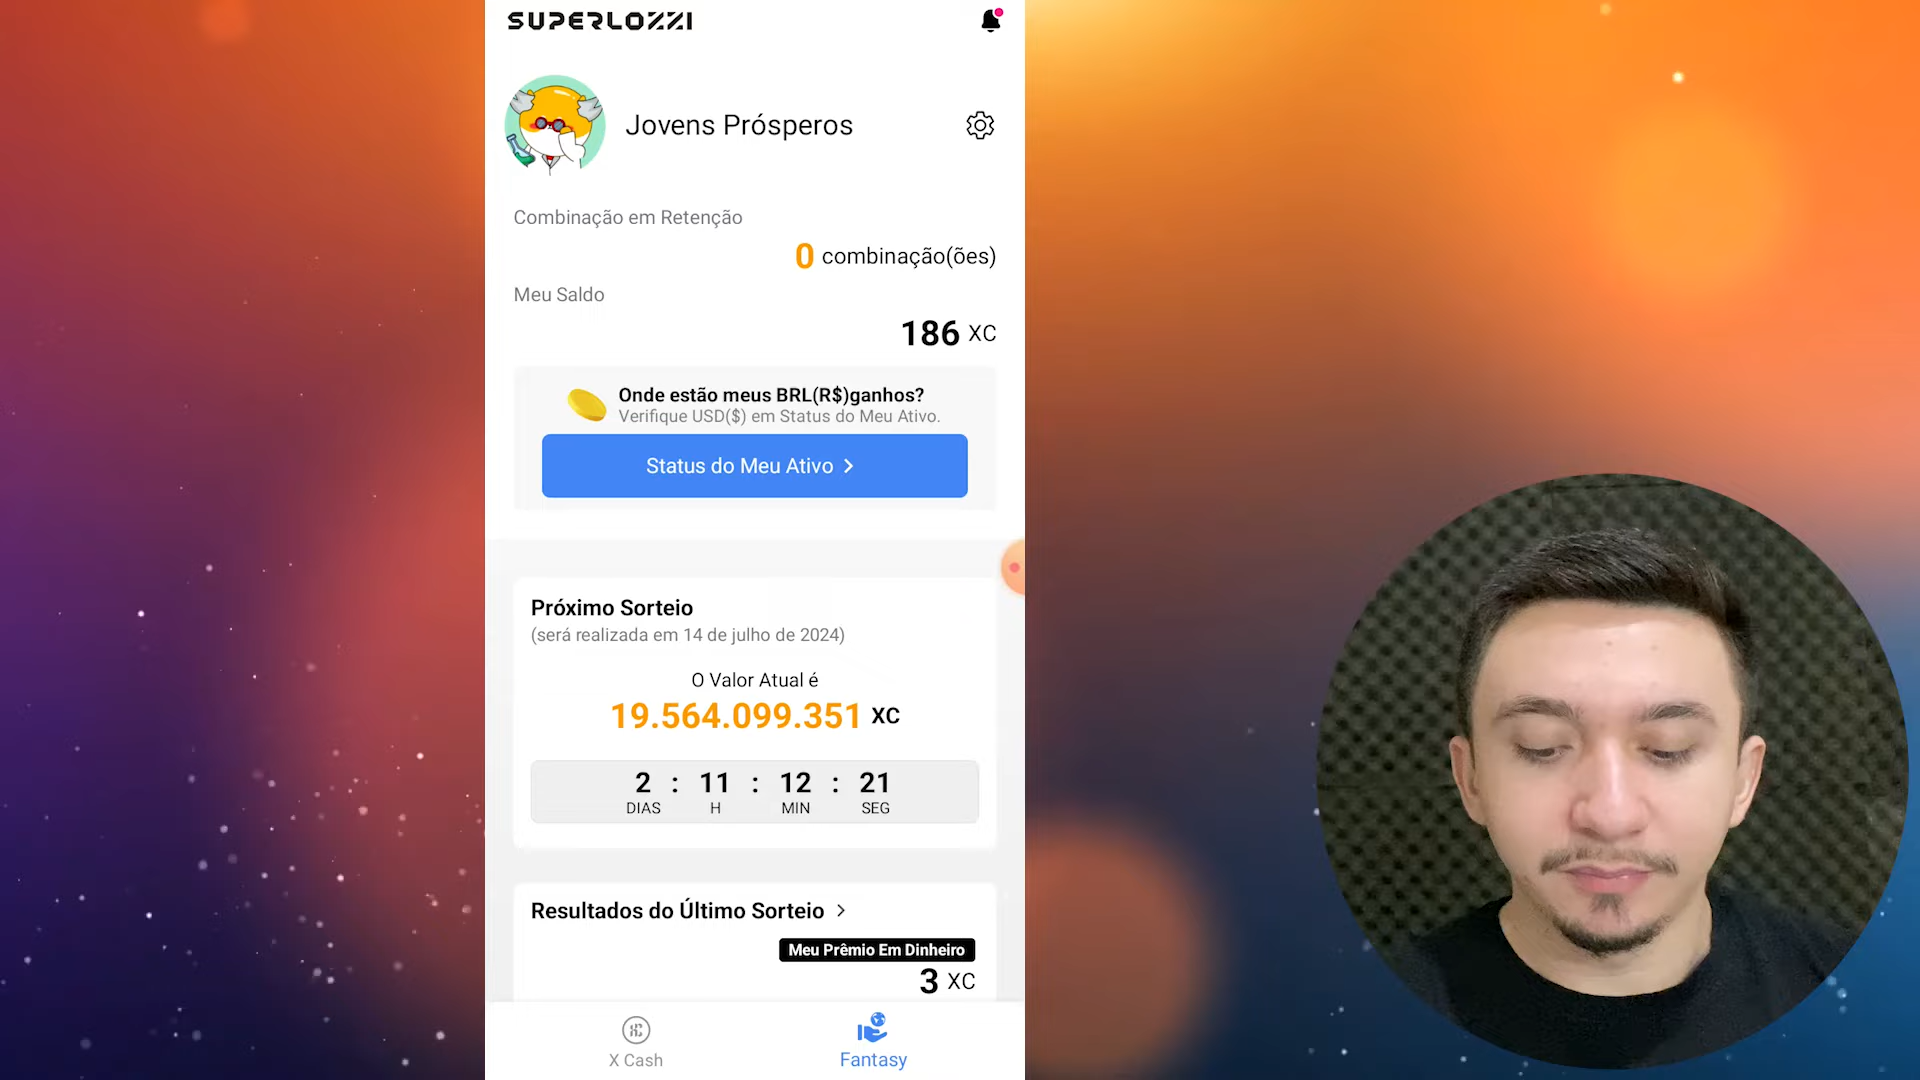 SUPERLOZZI
Jovens Prósperos
Combinação em Retenção
0 combinação(ões)
Meu Saldo
186 XC
Onde estão meus BRL(R$)ganhos?
Verifique USD($) em Status do Meu Ativo.
Status do Meu Ativo >
Próximo Sorteio
(será realizada em 14 de julho de 2024)
O Valor Atual é
19.564.099.351 XC
2 : 11 : 12 : 21
DIAS H MIN SEG
Resultados do Último Sorteio >
Meu Prêmio Em Dinheiro
3 XC
X Cash
Fantasy